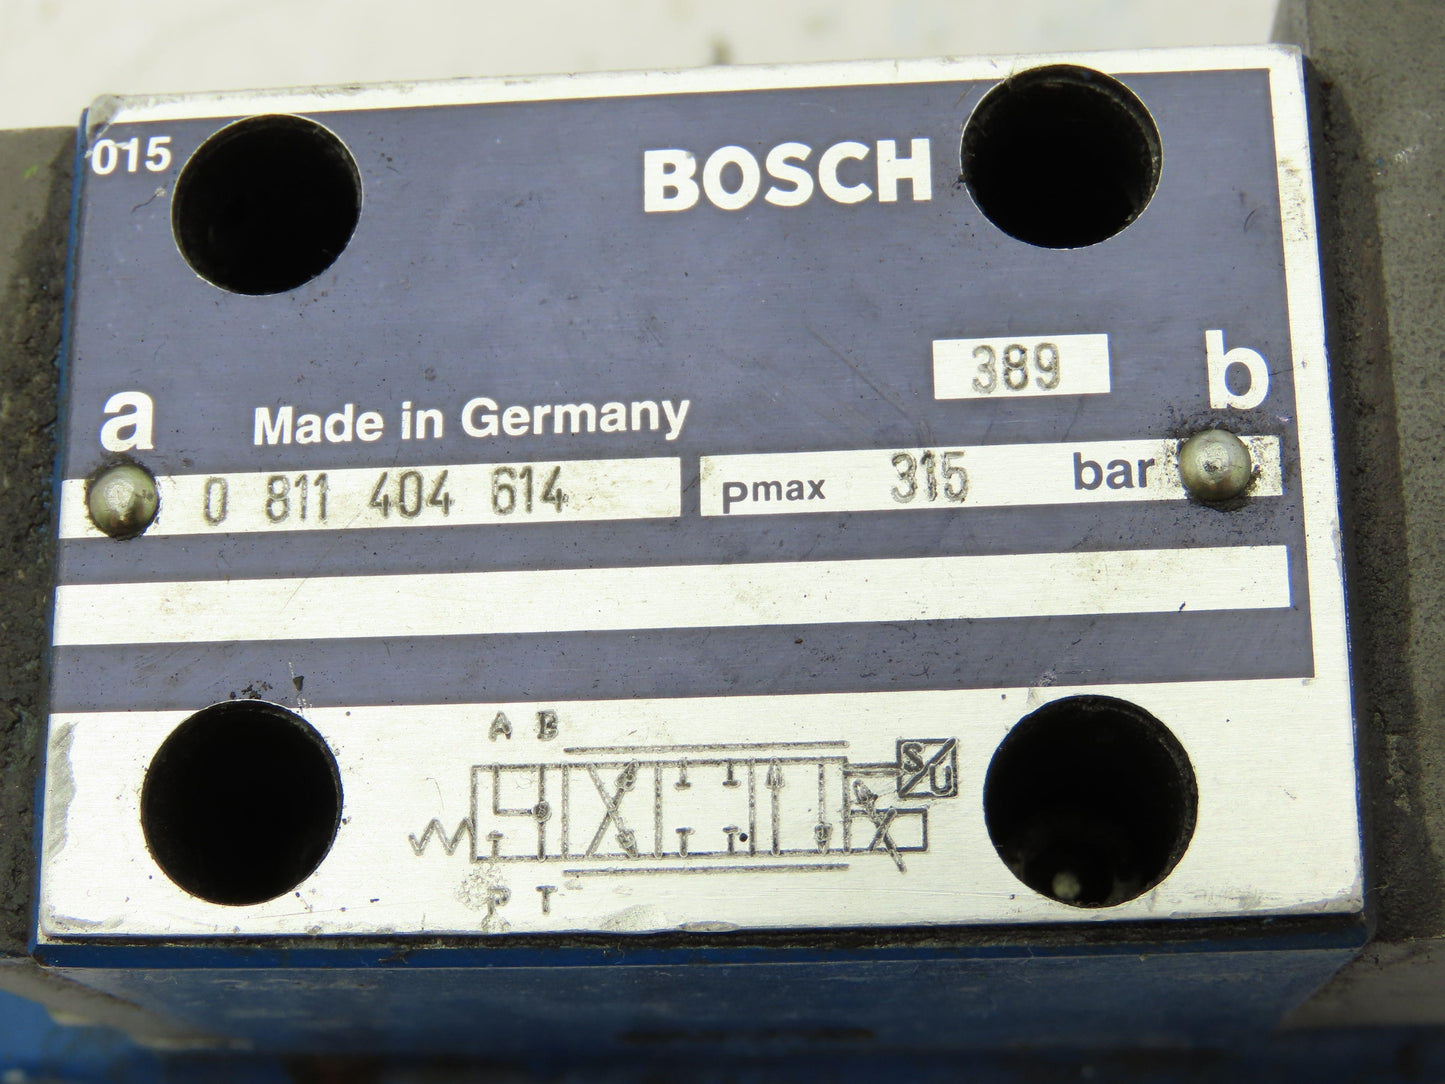 015
BOSCH
389
a
b
Made in Germany
0 811 404 614
pmax 315 bar
A B
S/U
P T